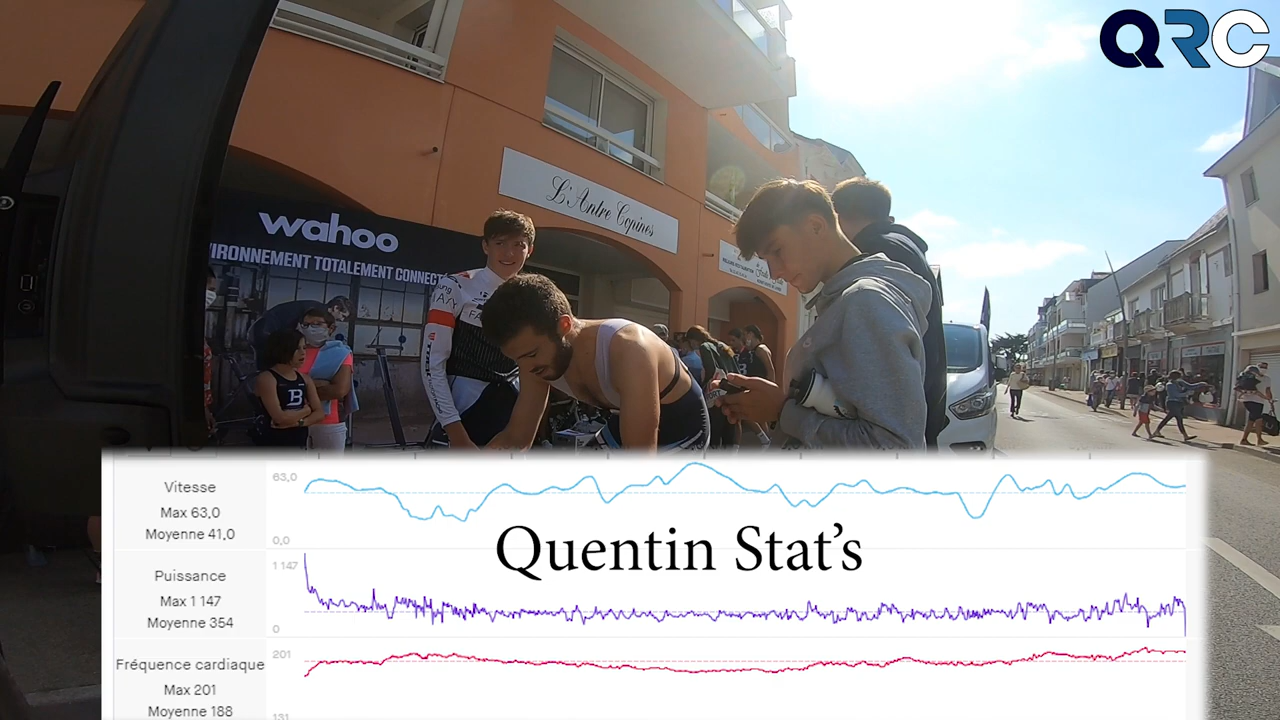 QRC
wahoo
IRONNEMENT TOTALEMENT CONNECT
L'Antre Copines
B
Vitesse
Max 63,0
Moyenne 41,0
63,0
0,0
Quentin Stat's
Puissance
Max 1 147
Moyenne 354
1 147
0
Fréquence cardiaque
Max 201
Moyenne 188
201
131